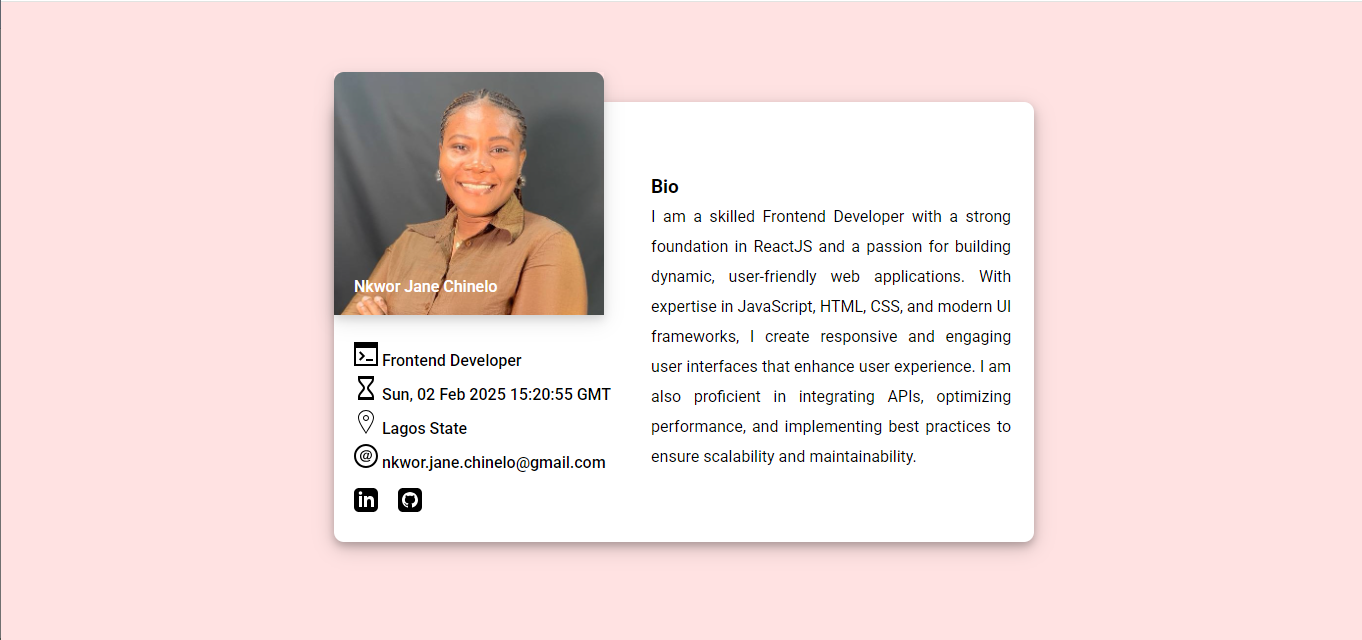 Nkwor Jane Chinelo
Frontend Developer
Sun, 02 Feb 2025 15:20:55 GMT
Lagos State
@ nkwor.jane.chinelo@gmail.com
in
Bio
I am a skilled Frontend Developer with a strong
foundation in ReactJS and a passion for building
dynamic, user-friendly web applications. With
expertise in JavaScript, HTML, CSS, and modern UI
frameworks, I create responsive and engaging
user interfaces that enhance user experience. I am
also proficient in integrating APIs, optimizing
performance, and implementing best practices to
ensure scalability and maintainability.